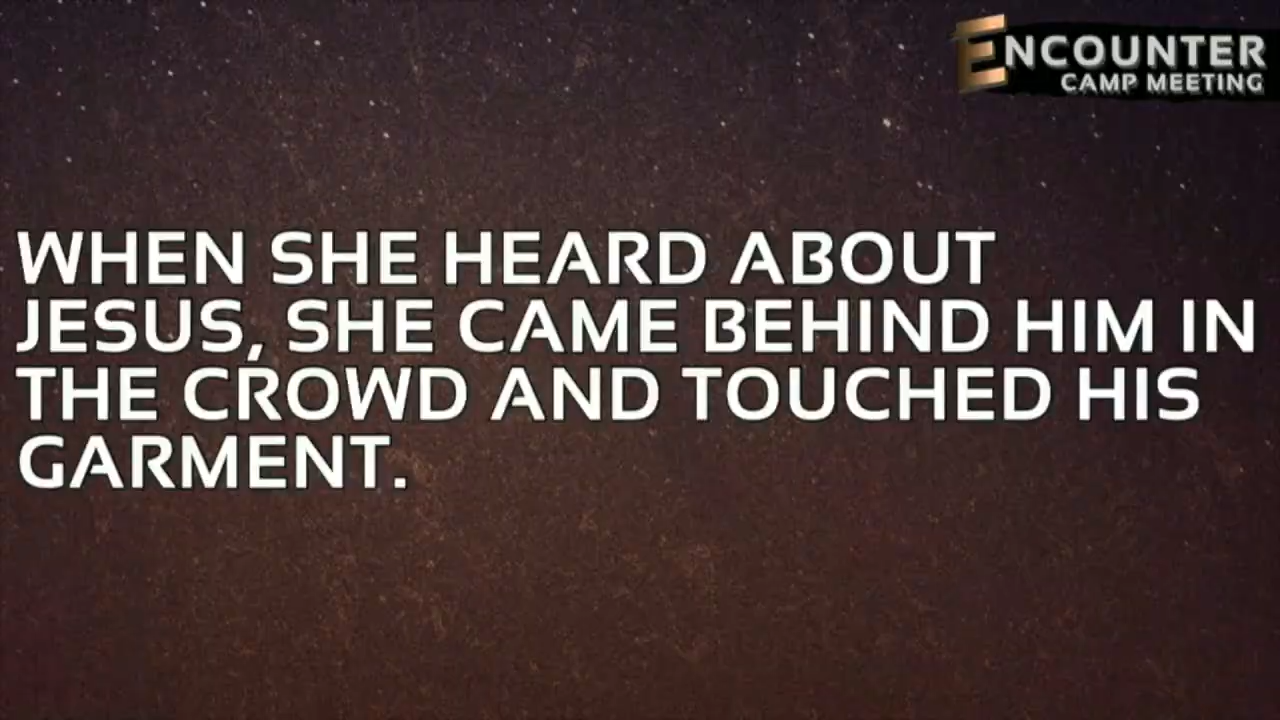 ENCOUNTER
CAMP MEETING
WHEN SHE HEARD ABOUT
JESUS, SHE CAME BEHIND HIM IN
THE CROWD AND TOUCHED HIS
GARMENT.